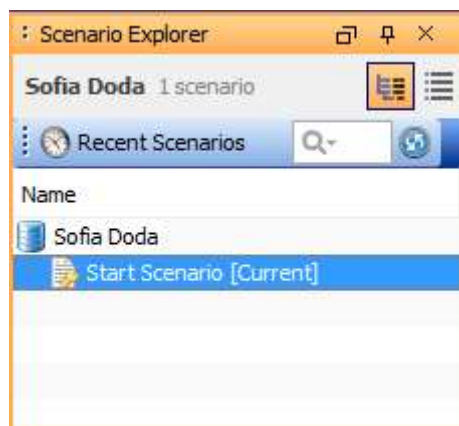 Scenario Explorer
Sofia Doda 1 scenario
Recent Scenarios
Name
Sofia Doda
Start Scenario [Current]